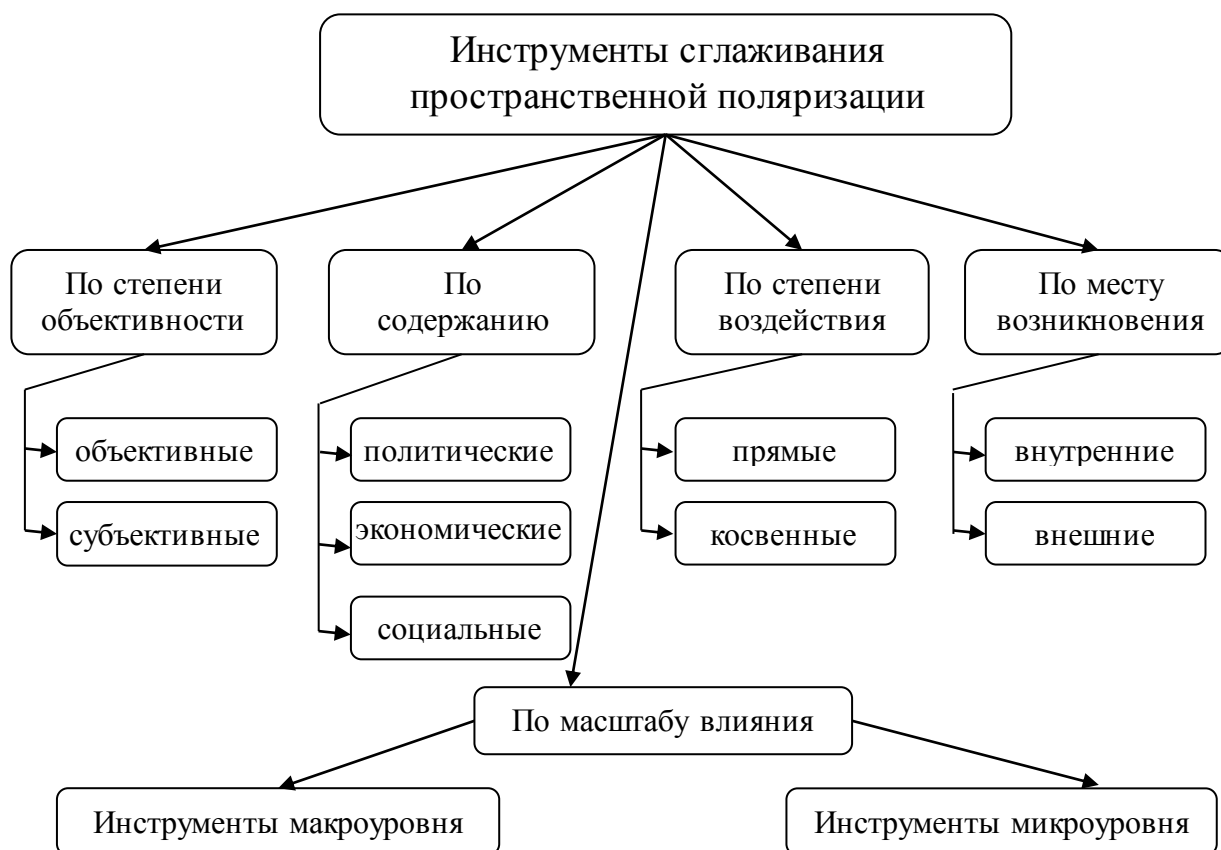 Инструменты сглаживания
пространственной поляризации
По степени
объективности
По
содержанию
По степени
воздействия
По месту
возникновения
объективные
субъективные
политические
экономические
социальные
прямые
косвенные
внутренние
внешние
По масштабу влияния
Инструменты макроуровня
Инструменты микроуровня